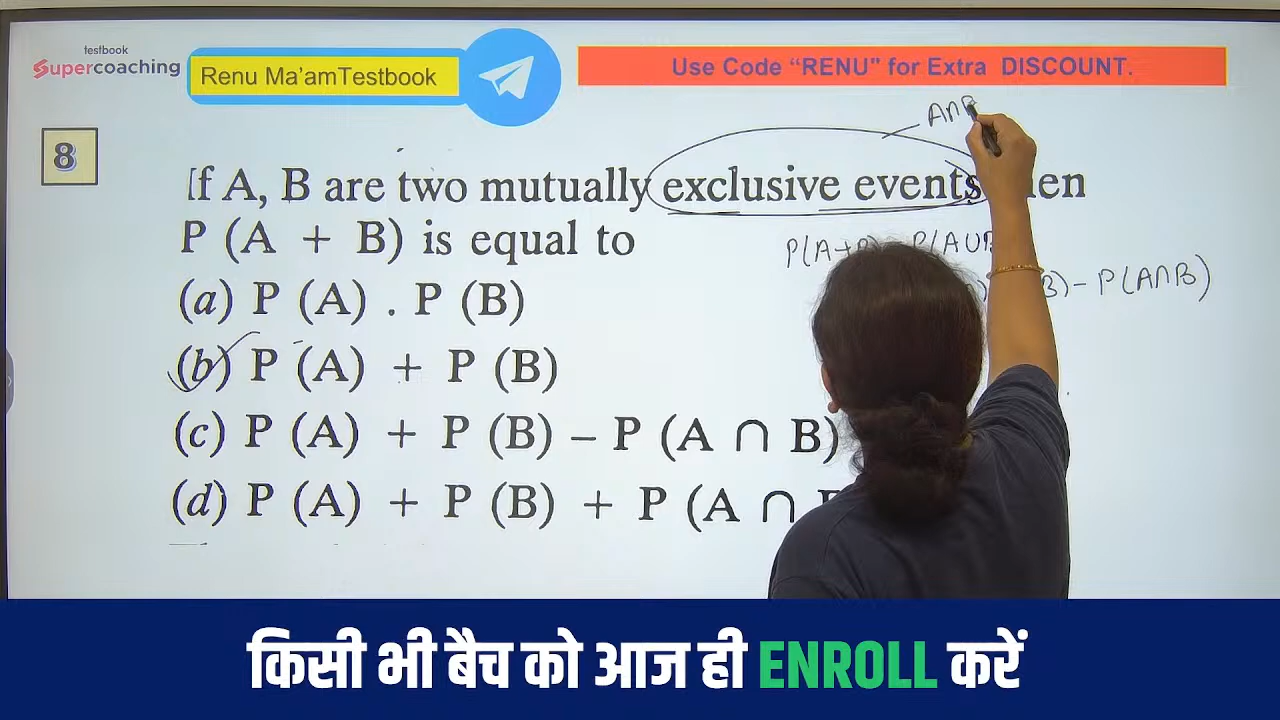 testbook
Supercoaching
Renu Ma'amTestbook
Use Code “RENU" for Extra DISCOUNT.
8
If A, B are two mutually exclusive events
P (A + B) is equal to
(a) P (A) . P (B)
(b) P (A) + P (B)
(c) P (A) + P (B) – P (A ∩ B)
(d) P (A) + P (B) + P (A ∩
A∩B
P(A+B) P(A∪B
B) - P(A∩B)
किसी भी बैच को आज ही ENROLL करें